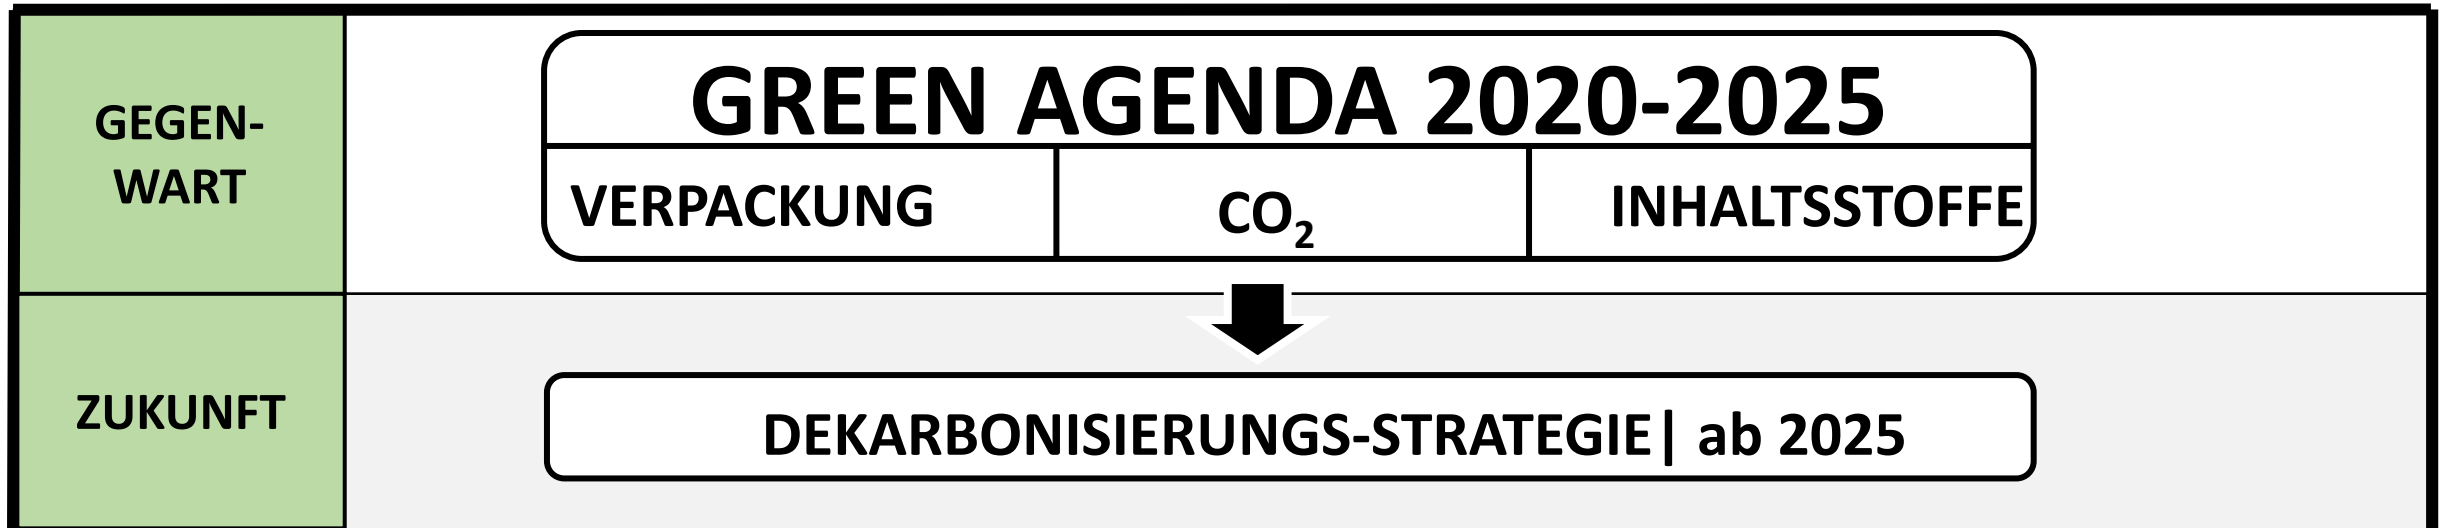 GEGEN-
WART
GREEN AGENDA 2020-2025
VERPACKUNG
CO₂
INHALTSSTOFFE
ZUKUNFT
DEKARBONISIERUNGS-STRATEGIE| ab 2025